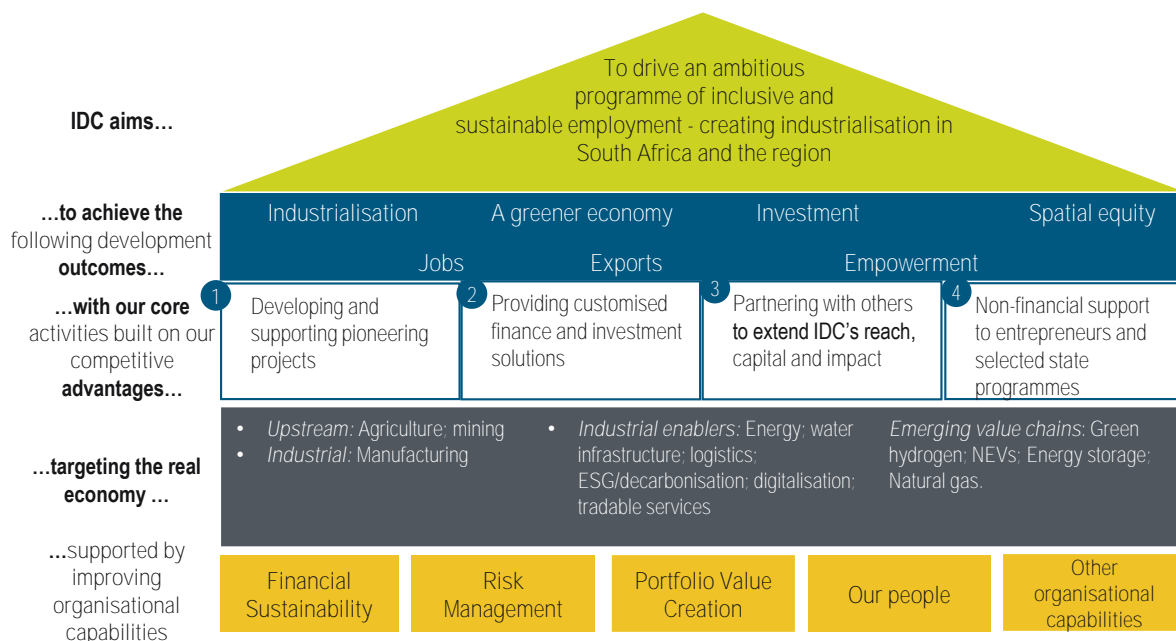 IDC aims…
To drive an ambitious
programme of inclusive and
sustainable employment - creating industrialisation in
South Africa and the region
…to achieve the
following development
outcomes…
Industrialisation
A greener economy
Investment
Spatial equity
Jobs
Exports
Empowerment
…with our core
activities built on our
competitive
advantages…
1
Developing and
supporting pioneering
projects
2
Providing customised
finance and investment
solutions
3
Partnering with others
to extend IDC's reach,
capital and impact
4
Non-financial support
to entrepreneurs and
selected state
programmes
…targeting the real
economy …
• Upstream: Agriculture; mining
• Industrial: Manufacturing
• Industrial enablers: Energy; water
infrastructure; logistics;
ESG/decarbonisation; digitalisation;
tradable services
Emerging value chains: Green
hydrogen; NEVs; Energy storage;
Natural gas.
…supported by
improving
organisational
capabilities
Financial
Sustainability
Risk
Management
Portfolio Value
Creation
Our people
Other
organisational
capabilities